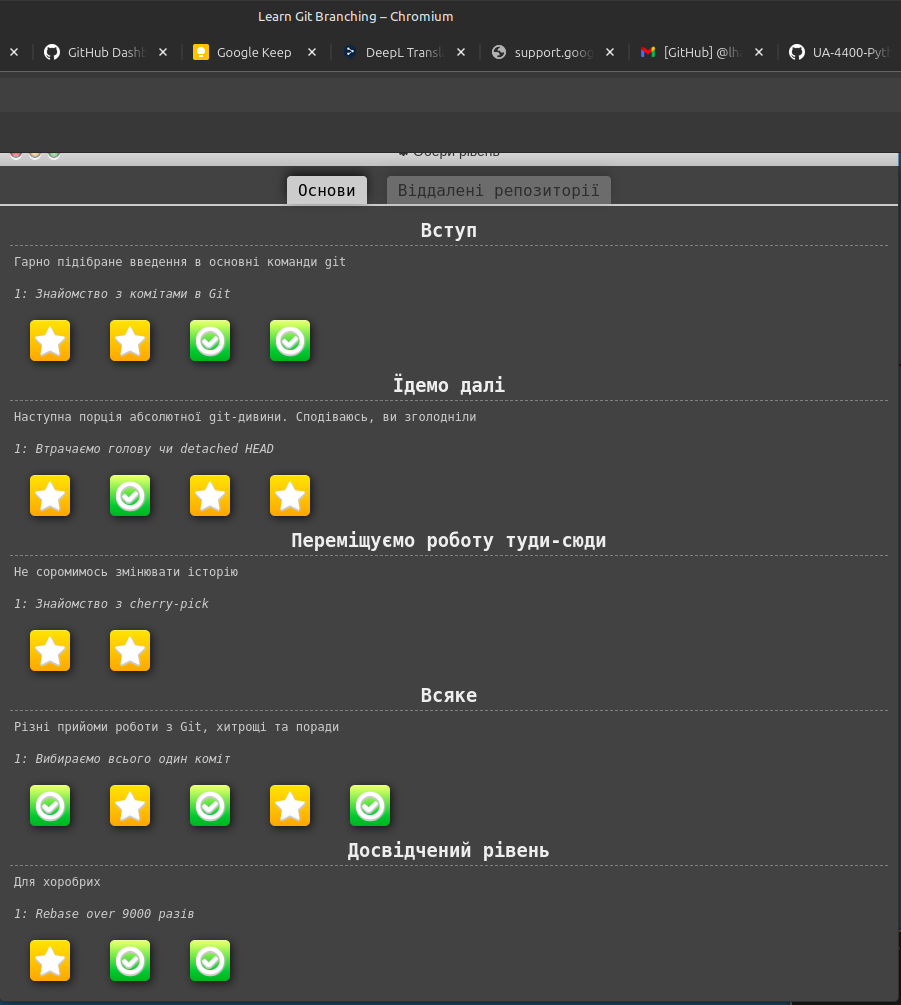 Learn Git Branching – Chromium
GitHub Dashb
Google Keep
DeepL Transl
support.goog
[GitHub] @lh
UA-4400-Pyth
Обери рівень
Основи
Віддалені репозиторії
Вступ
Гарно підібране введення в основні команди git
1: Знайомство з комітами в Git
Їдемо далі
Наступна порція абсолютної git-дивини. Сподіваюсь, ви зголодніли
1: Втрачаємо голову чи detached HEAD
Переміщуємо роботу туди-сюди
Не соромимось змінювати історію
1: Знайомство з cherry-pick
Всяке
Різні прийоми роботи з Git, хитрощі та поради
1: Вибираємо всього один коміт
Досвідчений рівень
Для хоробрих
1: Rebase over 9000 разів